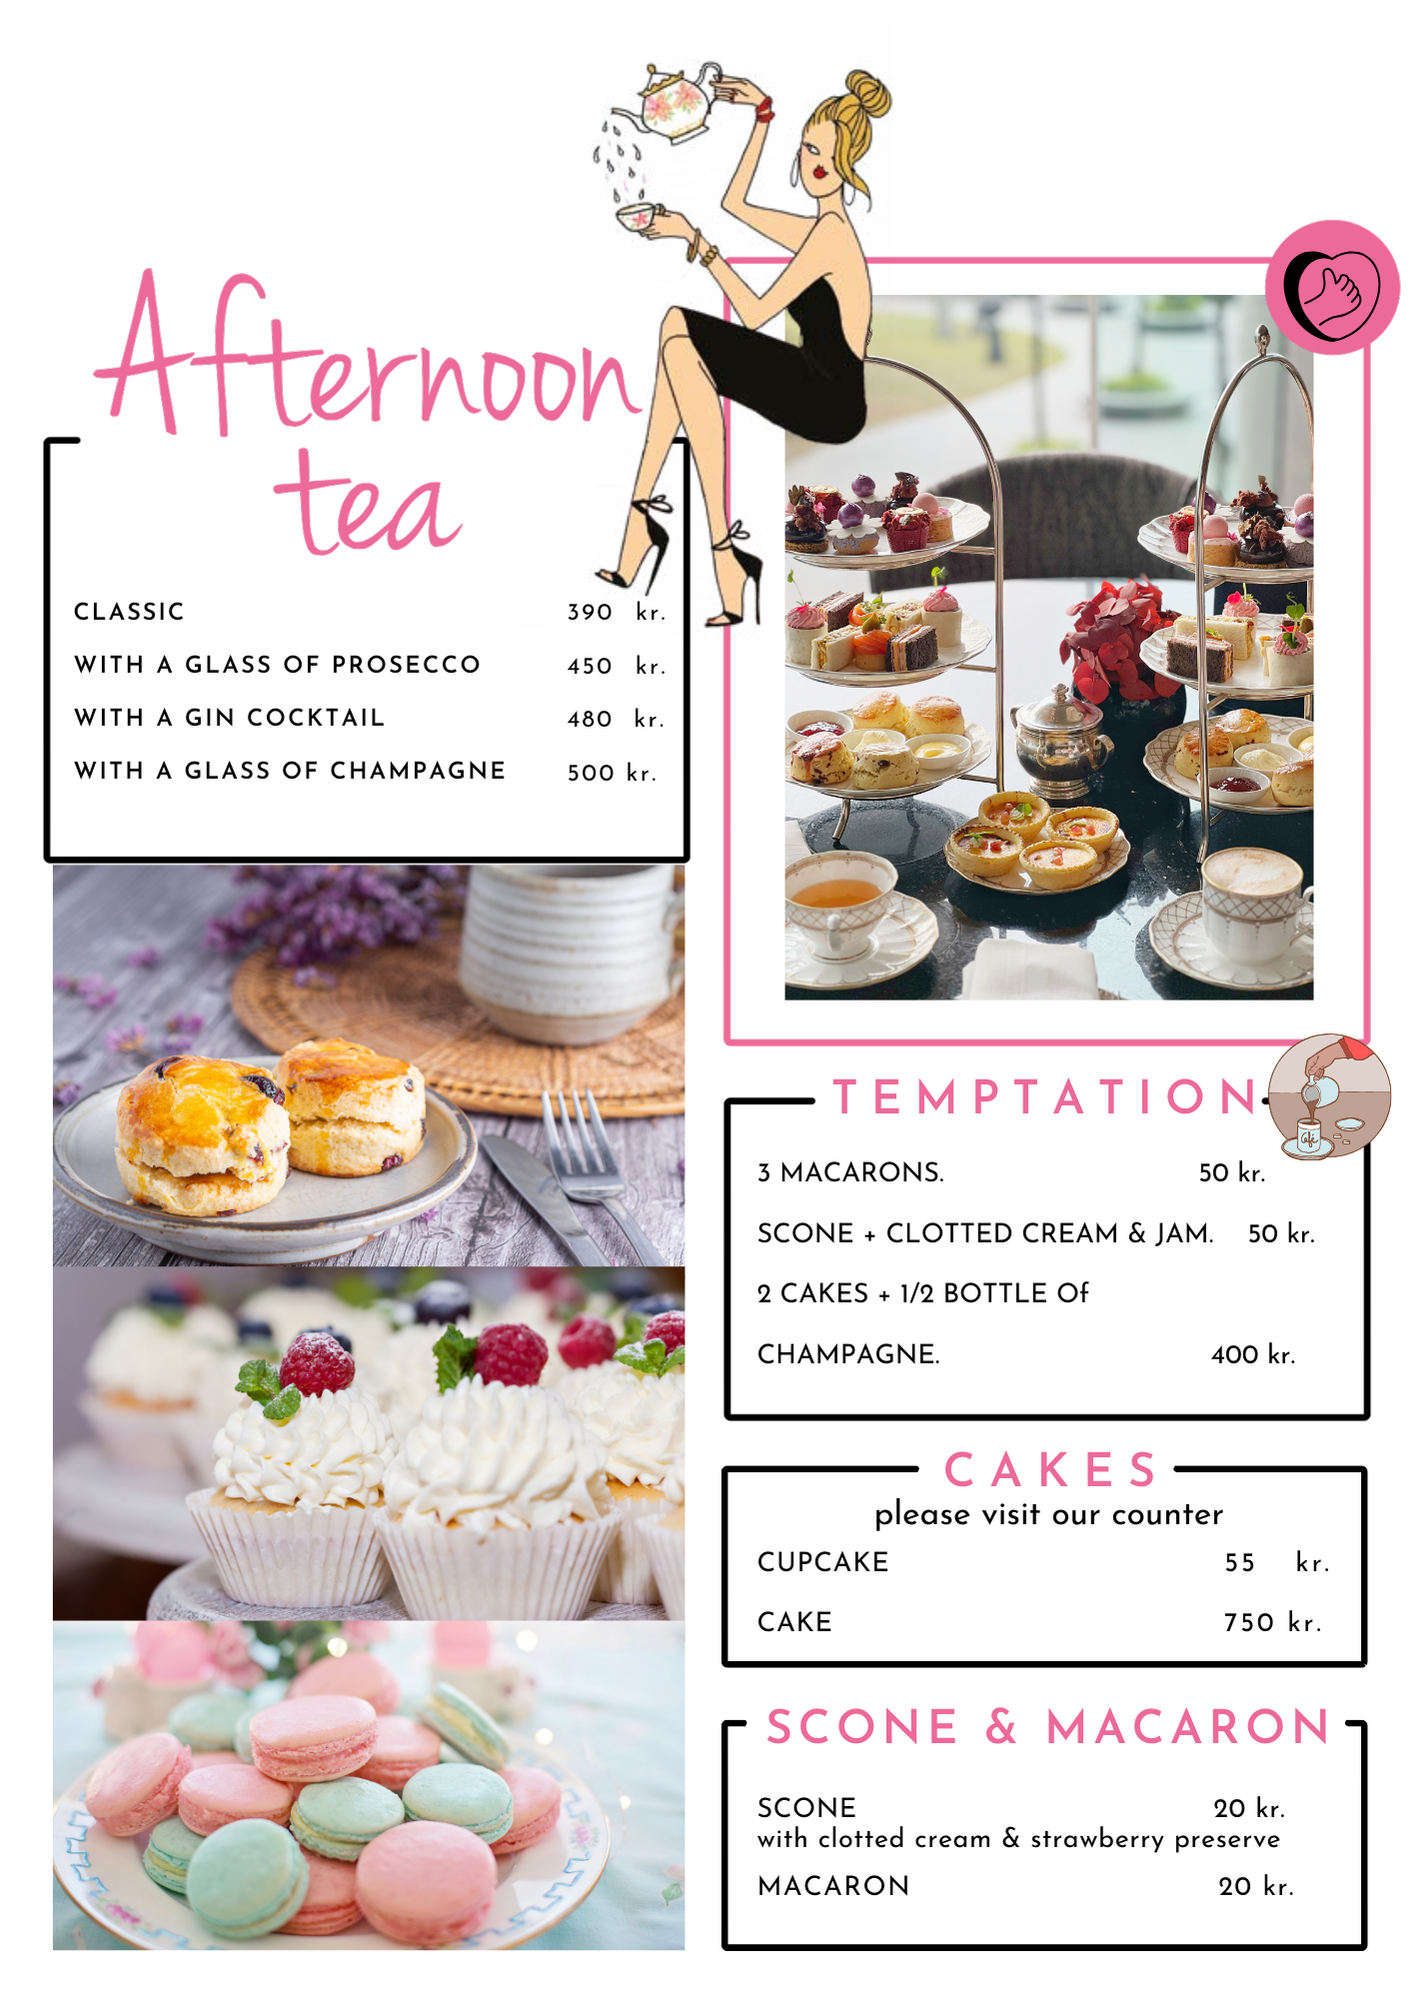 Afternoon
tea
CLASSIC 390 kr.
WITH A GLASS OF PROSECCO 450 kr.
WITH A GIN COCKTAIL 480 kr.
WITH A GLASS OF CHAMPAGNE 500 kr.
TEMPTATION
Café
3 MACARONS. 50 kr.
SCONE + CLOTTED CREAM & JAM. 50 kr.
2 CAKES + 1/2 BOTTLE Of
CHAMPAGNE. 400 kr.
CAKES
please visit our counter
CUPCAKE 55 kr.
CAKE 750 kr.
SCONE & MACARON
SCONE 20 kr.
with clotted cream & strawberry preserve
MACARON 20 kr.